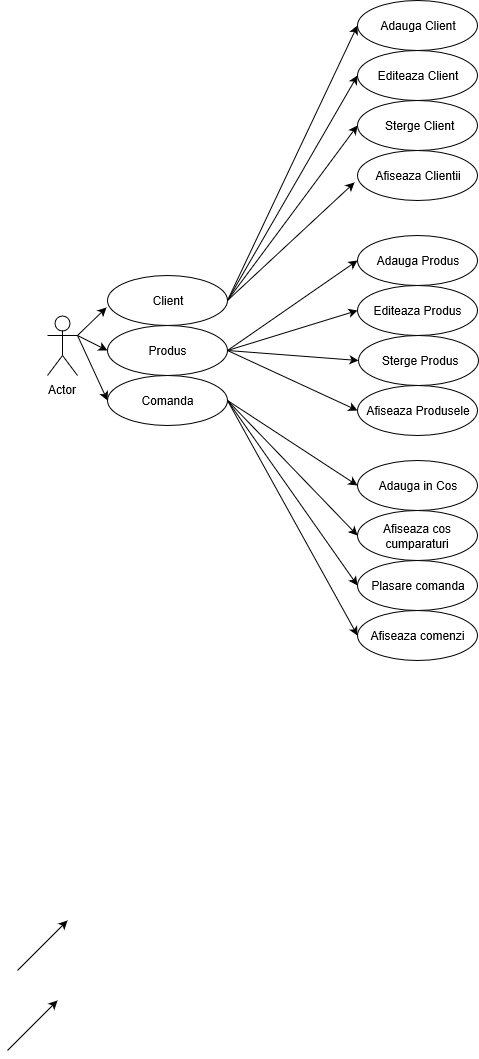 Adauga Client
Editeaza Client
Sterge Client
Afiseaza Clientii
Client
Produs
Comanda
Actor
Adauga Produs
Editeaza Produs
Sterge Produs
Afiseaza Produsele
Adauga in Cos
Afiseaza cos
cumparaturi
Plasare comanda
Afiseaza comenzi